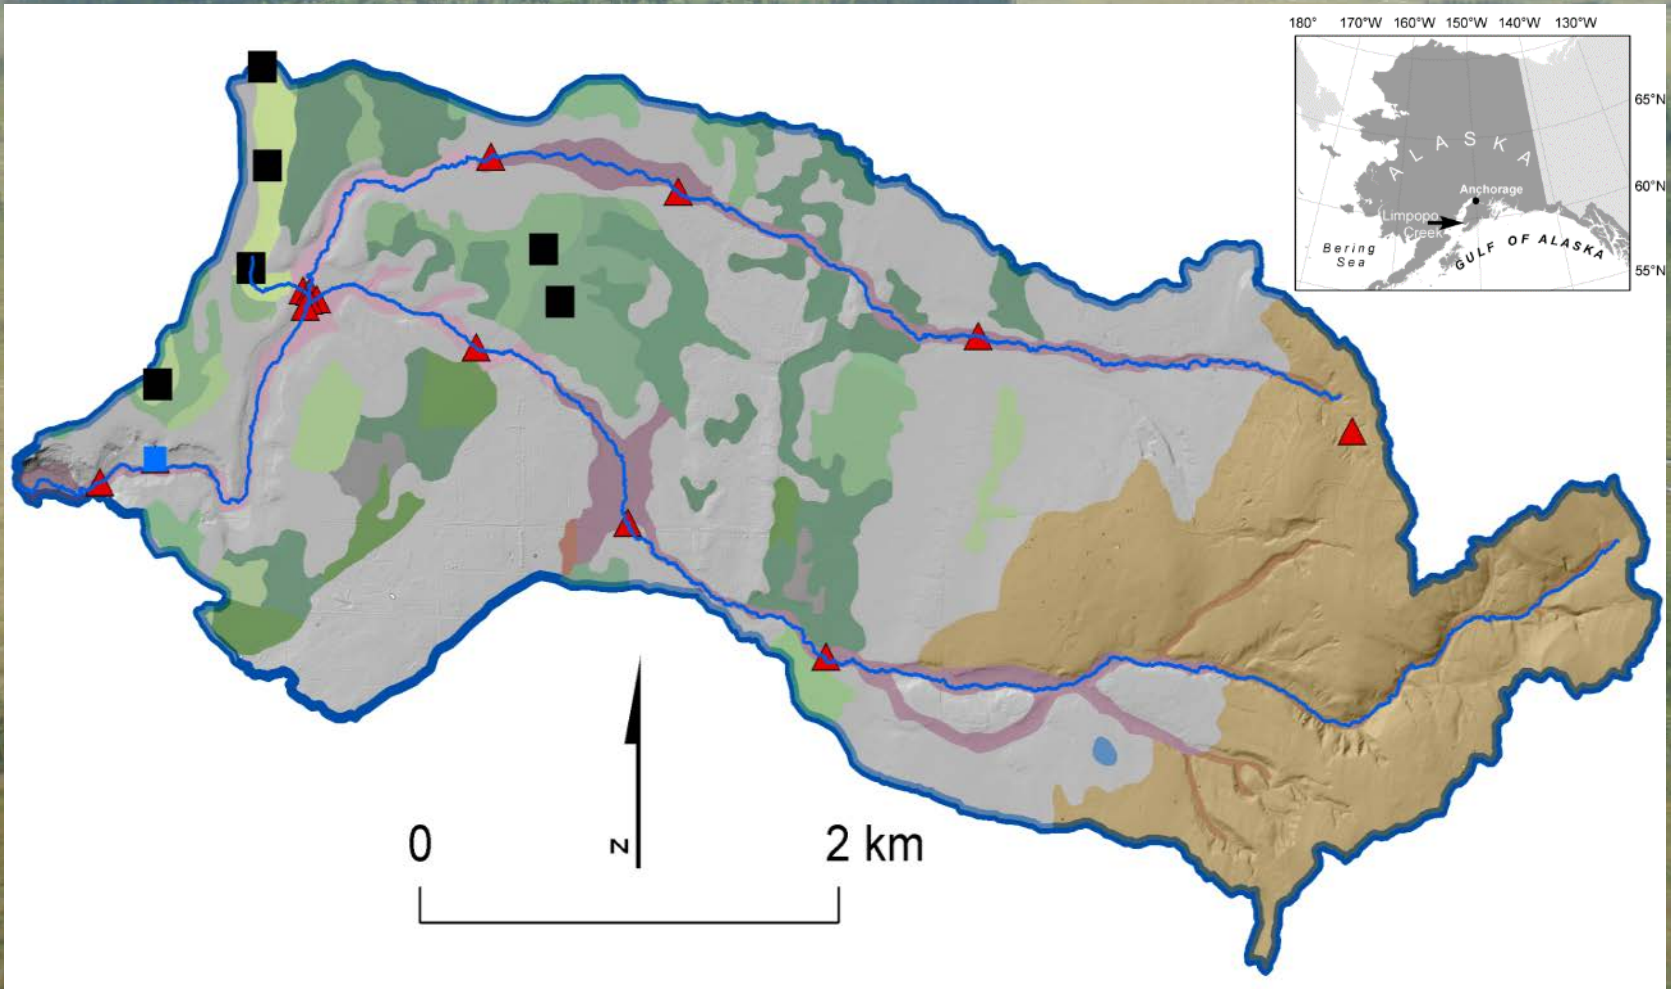 180° 170°W 160°W 150°W 140°W 130°W
65°N
A L A S K A
60°N
Anchorage
Limpopo
Creek
Bering
Sea
GULF OF ALASKA
55°N
0
2 km
N